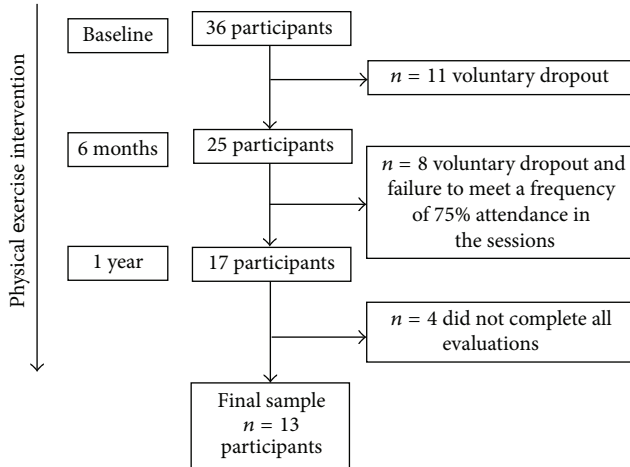 Physical exercise intervention
Baseline
36 participants
n = 11 voluntary dropout
6 months
25 participants
n = 8 voluntary dropout and
failure to meet a frequency
of 75% attendance in
the sessions
1 year
17 participants
n = 4 did not complete all
evaluations
Final sample
n = 13
participants